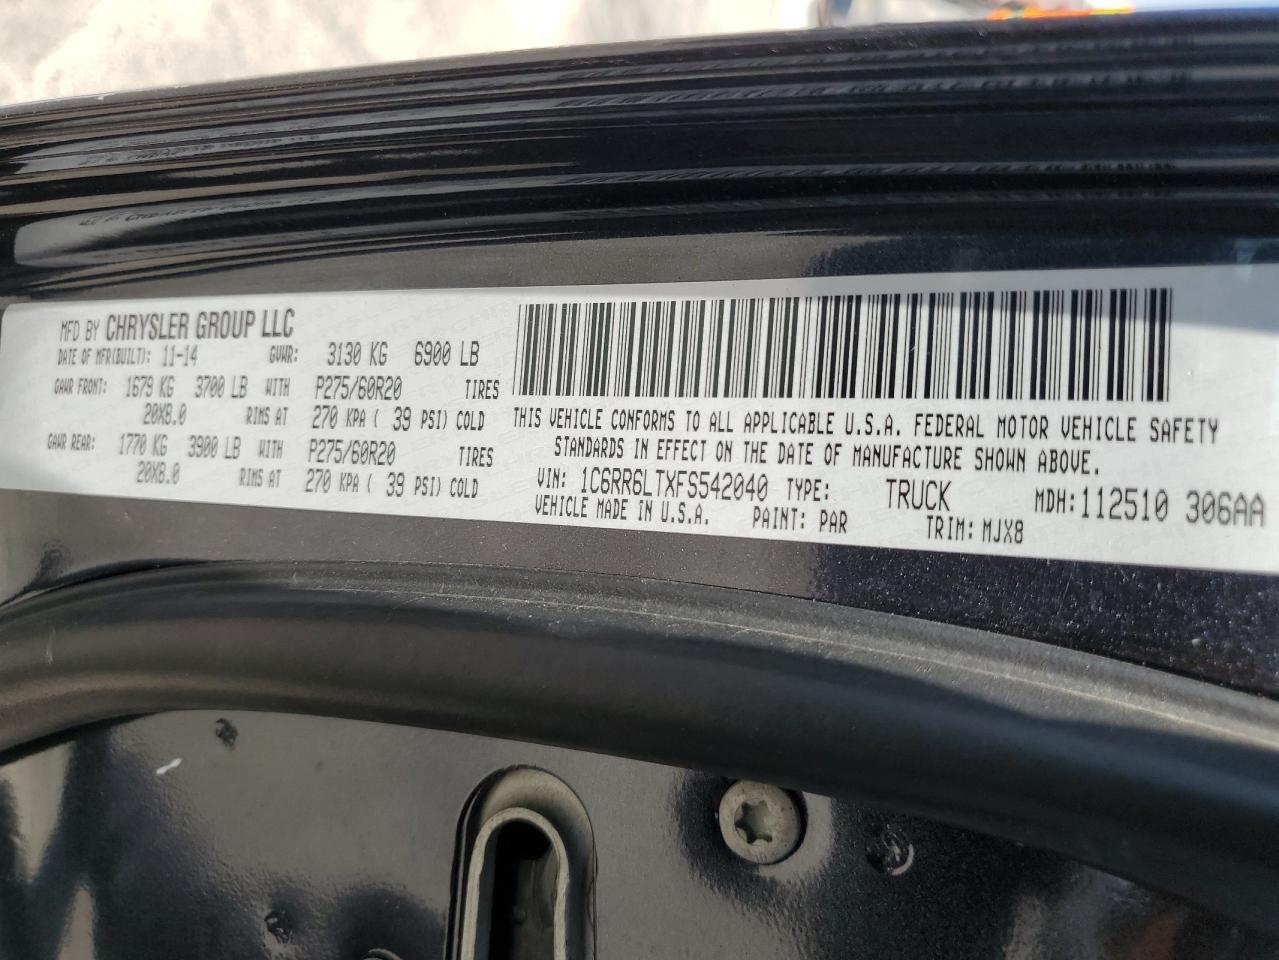 MFD BY CHRYSLER GROUP LLC
DATE OF MFR(BUILT): 11-14 GVWR: 3130 KG 6900 LB
GAWR FRONT: 1679 KG 3700 LB WITH P275/60R20 TIRES
20X8.0 RIMS AT 270 KPA ( 39 PSI) COLD
GAWR REAR: 1770 KG 3900 LB WITH P275/60R20 TIRES
20X8.0 RIMS AT 270 KPA ( 39 PSI) COLD
THIS VEHICLE CONFORMS TO ALL APPLICABLE U.S.A. FEDERAL MOTOR VEHICLE SAFETY
STANDARDS IN EFFECT ON THE DATE OF MANUFACTURE SHOWN ABOVE.
VIN: 1C6RR6LTXFS542040 TYPE: TRUCK MDH:112510 306AA
VEHICLE MADE IN U.S.A. PAINT: PAR TRIM: MJX8